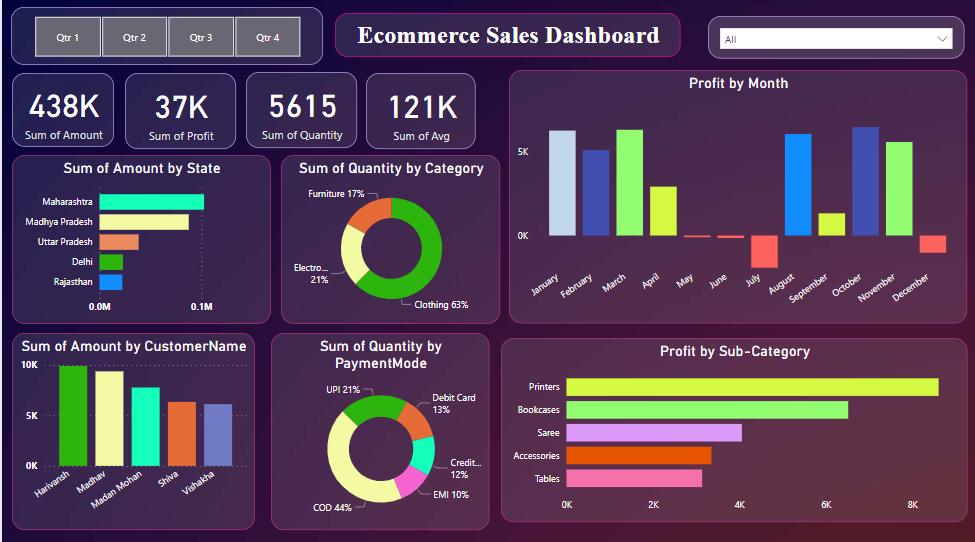 Qtr 1
Qtr 2
Qtr 3
Qtr 4
Ecommerce Sales Dashboard
All
438K
Sum of Amount
37K
Sum of Profit
5615
Sum of Quantity
121K
Sum of Avg
Profit by Month
5K
0K
January
February
March
April
May
June
July
August
September
October
November
December
Sum of Amount by State
Maharashtra
Madhya Pradesh
Uttar Pradesh
Delhi
Rajasthan
0.0M
0.1M
Sum of Quantity by Category
Furniture 17%
Electro...
21%
Clothing 63%
Sum of Amount by CustomerName
10K
5K
0K
Harivansh
Madhav
Madan Mohan
Shiva
Vishakha
Sum of Quantity by
PaymentMode
UPI 21%
Debit Card
13%
Credit...
12%
EMI 10%
COD 44%
Profit by Sub-Category
Printers
Bookcases
Saree
Accessories
Tables
0K
2K
4K
6K
8K